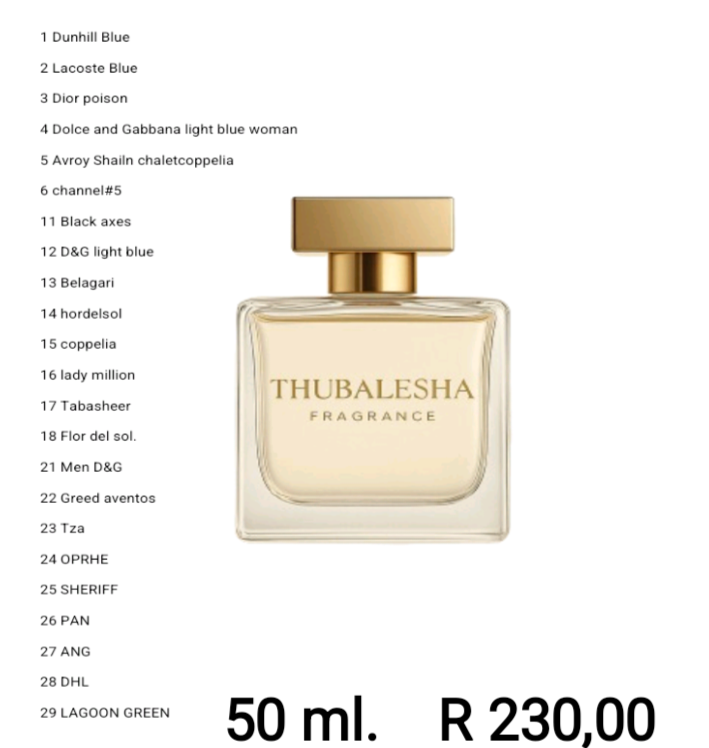 1 Dunhill Blue
2 Lacoste Blue
3 Dior poison
4 Dolce and Gabbana light blue woman
5 Avroy Shailn chaletcoppelia
6 channel#5
11 Black axes
12 D&G light blue
13 Belagari
14 hordelsol
15 coppelia
16 lady million
17 Tabasheer
18 Flor del sol.
21 Men D&G
22 Greed aventos
23 Tza
24 OPRHE
25 SHERIFF
26 PAN
27 ANG
28 DHL
29 LAGOON GREEN
THUBALESHA
FRAGRANCE
50 ml. R 230,00